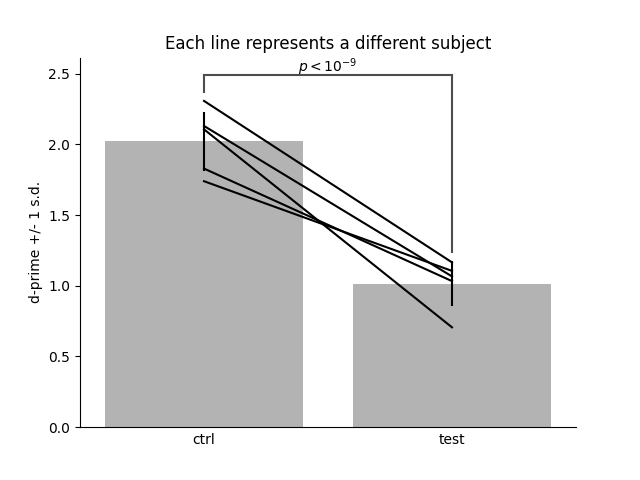 Each line represents a different subject
p < 10⁻⁹
2.5
2.0
1.5
1.0
0.5
0.0
d-prime +/- 1 s.d.
ctrl
test